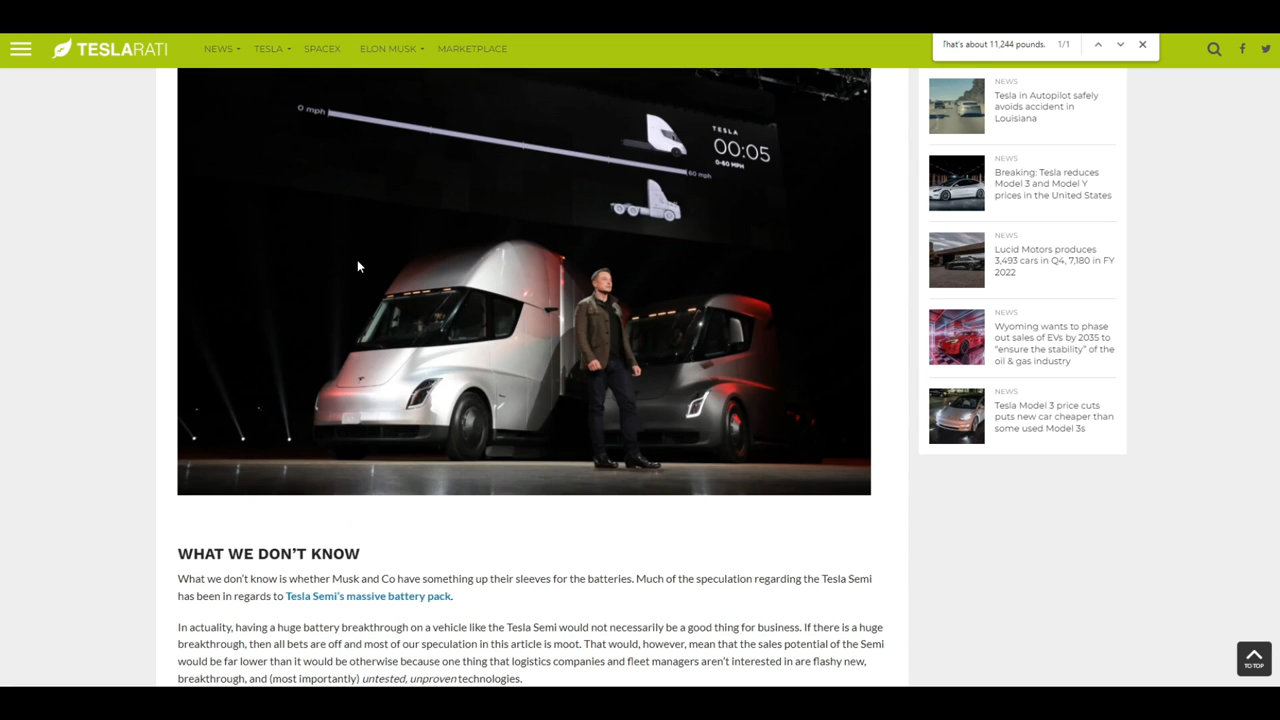 TESLARATI
NEWS
TESLA
SPACEX
ELON MUSK
MARKETPLACE
That's about 11,244 pounds. 1/1
0 mph
60 mph
TESLA
00:05
0-60 MPH
NEWS
Tesla in Autopilot safely
avoids accident in
Louisiana
NEWS
Breaking: Tesla reduces
Model 3 and Model Y
prices in the United States
NEWS
Lucid Motors produces
3,493 cars in Q4, 7,180 in FY
2022
NEWS
Wyoming wants to phase
out sales of EVs by 2035 to
“ensure the stability” of the
oil & gas industry
NEWS
Tesla Model 3 price cuts
puts new car cheaper than
some used Model 3s
WHAT WE DON’T KNOW
What we don’t know is whether Musk and Co have something up their sleeves for the batteries. Much of the speculation regarding the Tesla Semi
has been in regards to Tesla Semi’s massive battery pack.
In actuality, having a huge battery breakthrough on a vehicle like the Tesla Semi would not necessarily be a good thing for business. If there is a huge
breakthrough, then all bets are off and most of our speculation in this article is moot. That would, however, mean that the sales potential of the Semi
would be far lower than it would be otherwise because one thing that logistics companies and fleet managers aren’t interested in are flashy new,
breakthrough, and (most importantly) untested, unproven technologies.
TO TOP